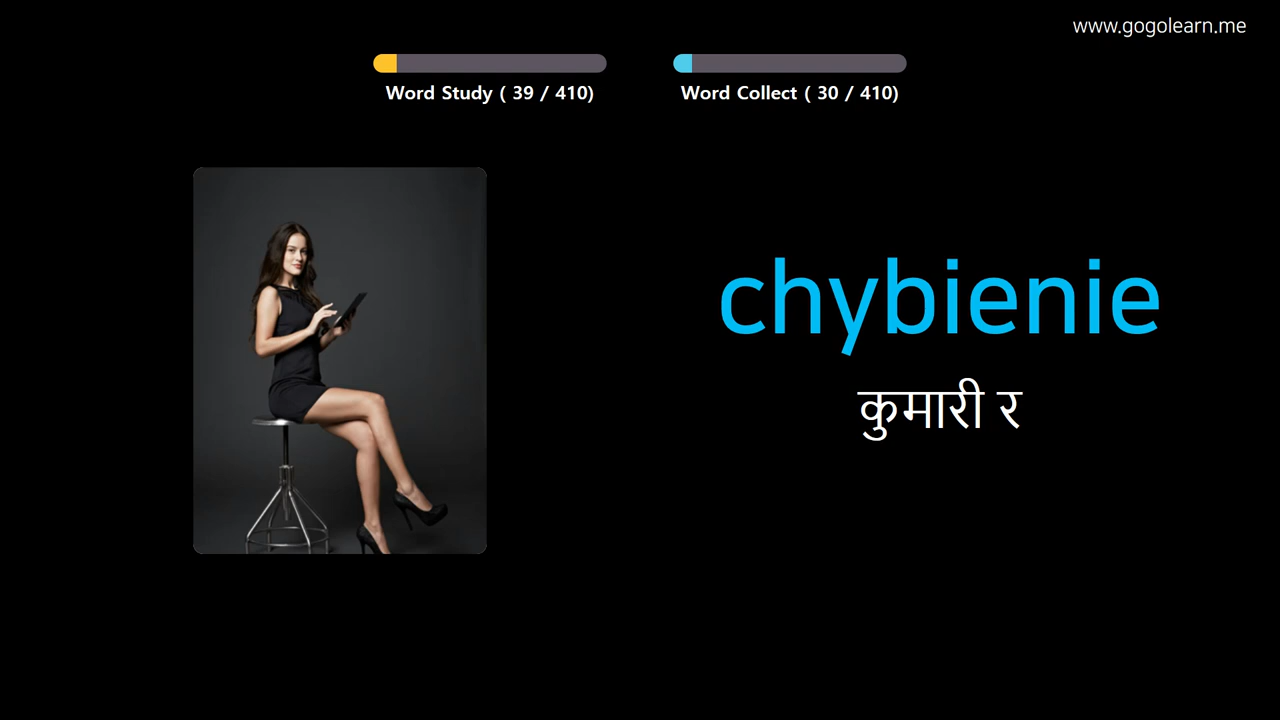 www.gogolearn.me
Word Study ( 39 / 410)
Word Collect ( 30 / 410)
chybienie
कुमारी र